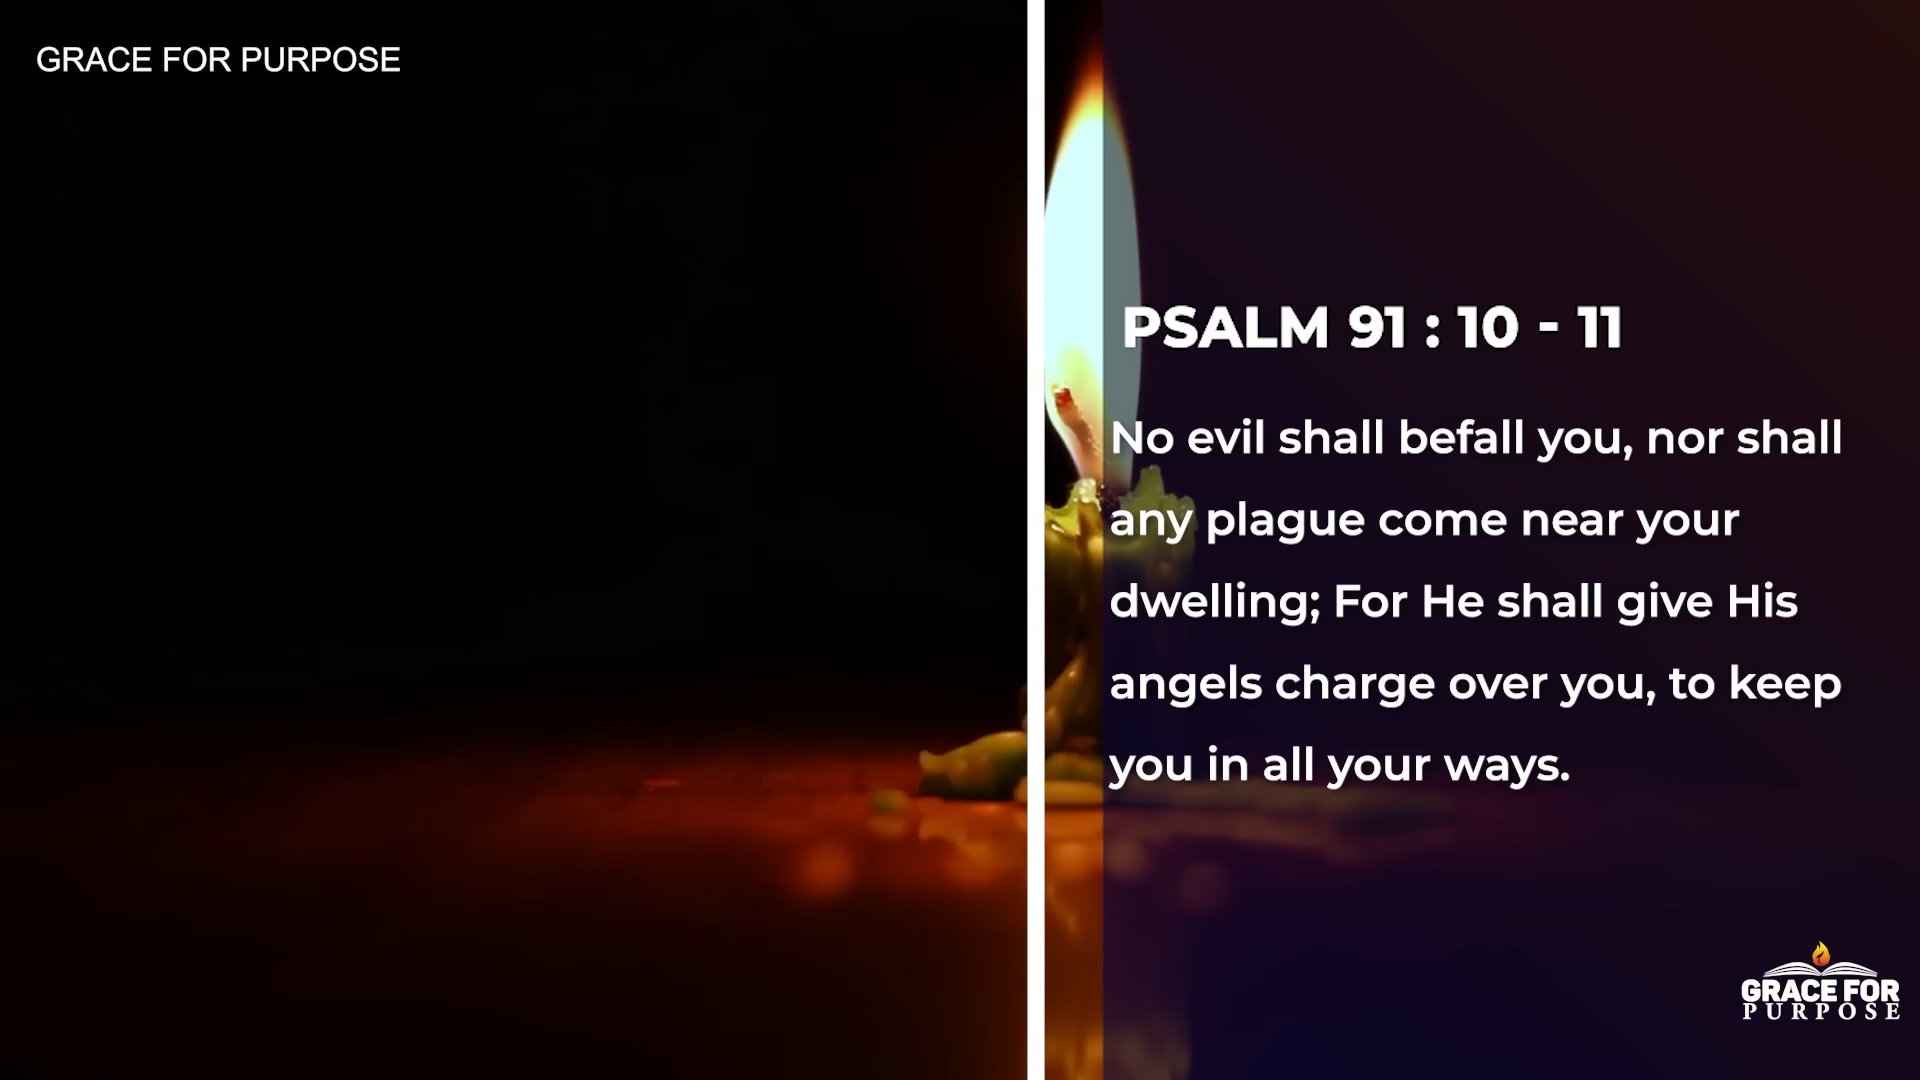 GRACE FOR PURPOSE
PSALM 91 : 10 - 11
No evil shall befall you, nor shall
any plague come near your
dwelling; For He shall give His
angels charge over you, to keep
you in all your ways.
GRACE FOR
PURPOSE